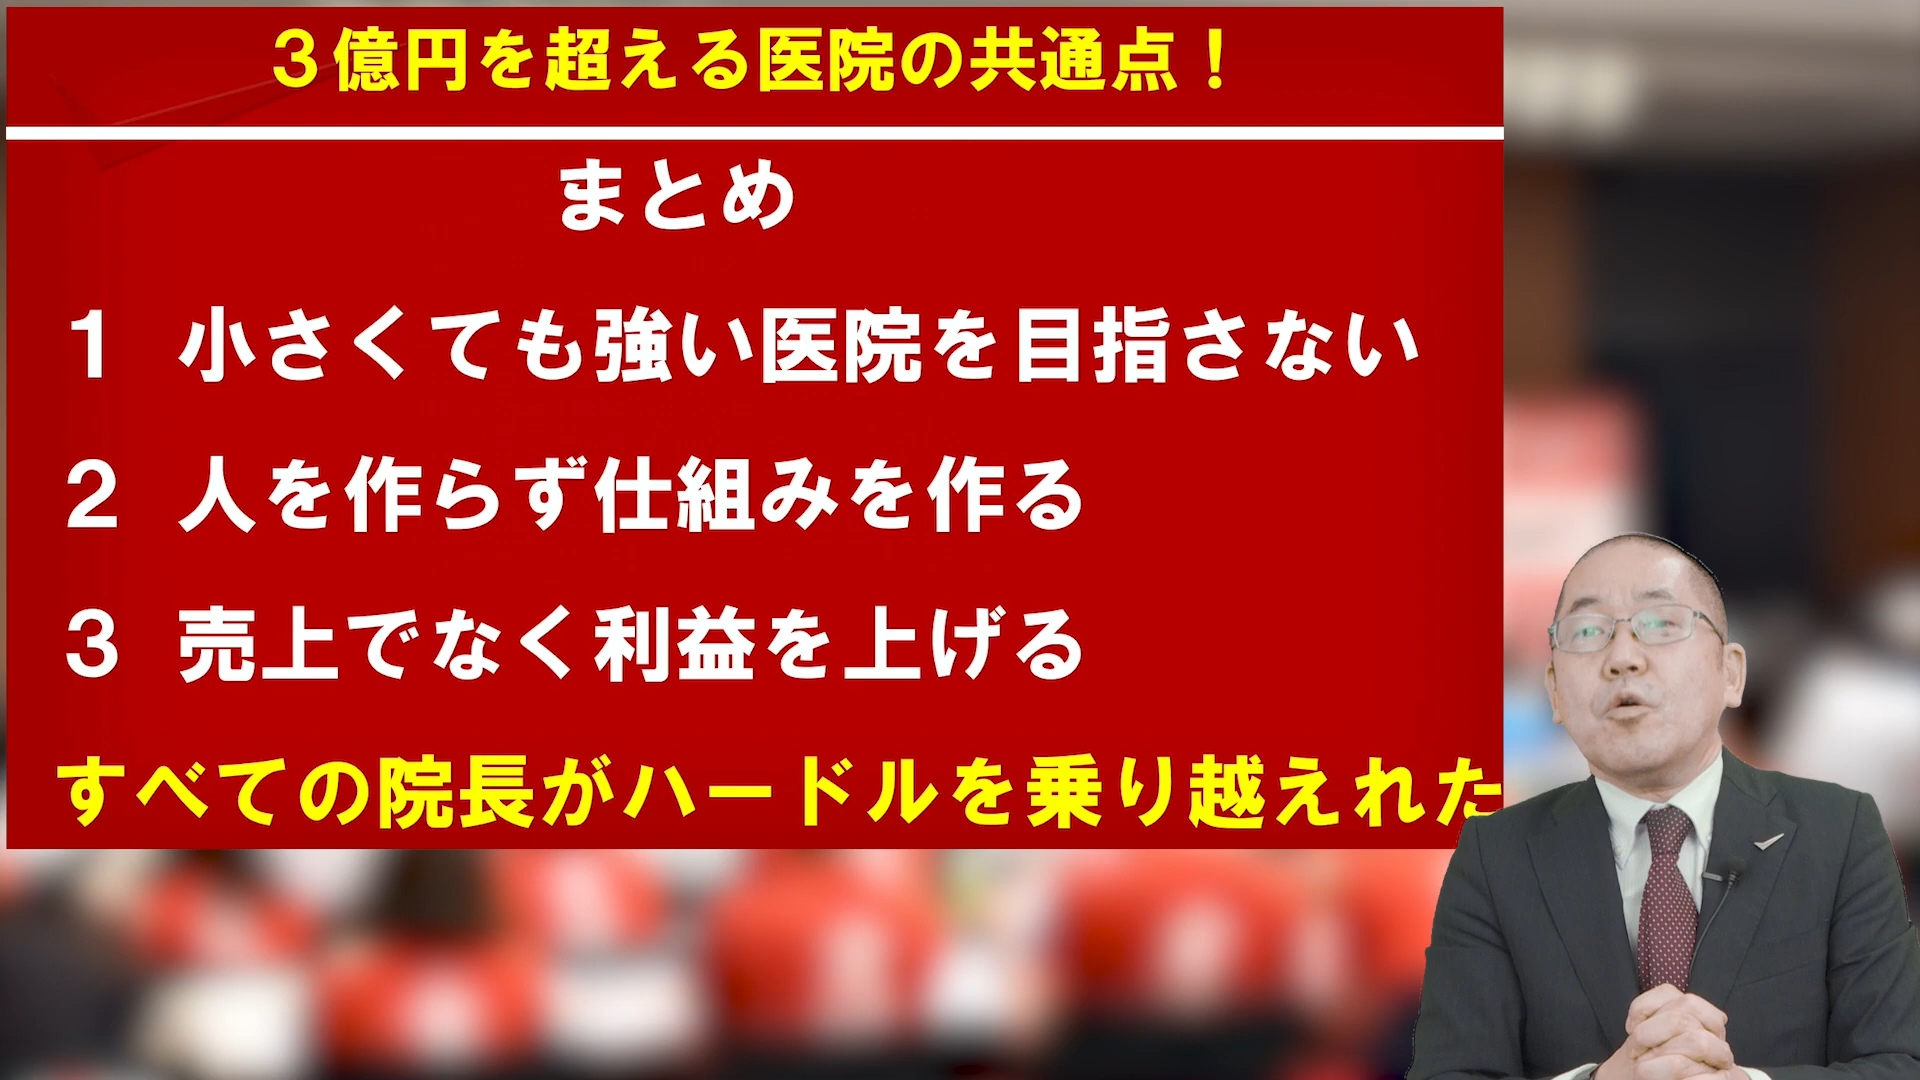 ３億円を超える医院の共通点！
まとめ
１ 小さくても強い医院を目指さない
２ 人を作らず仕組みを作る
３ 売上でなく利益を上げる
すべての院長がハードルを乗り越えれた